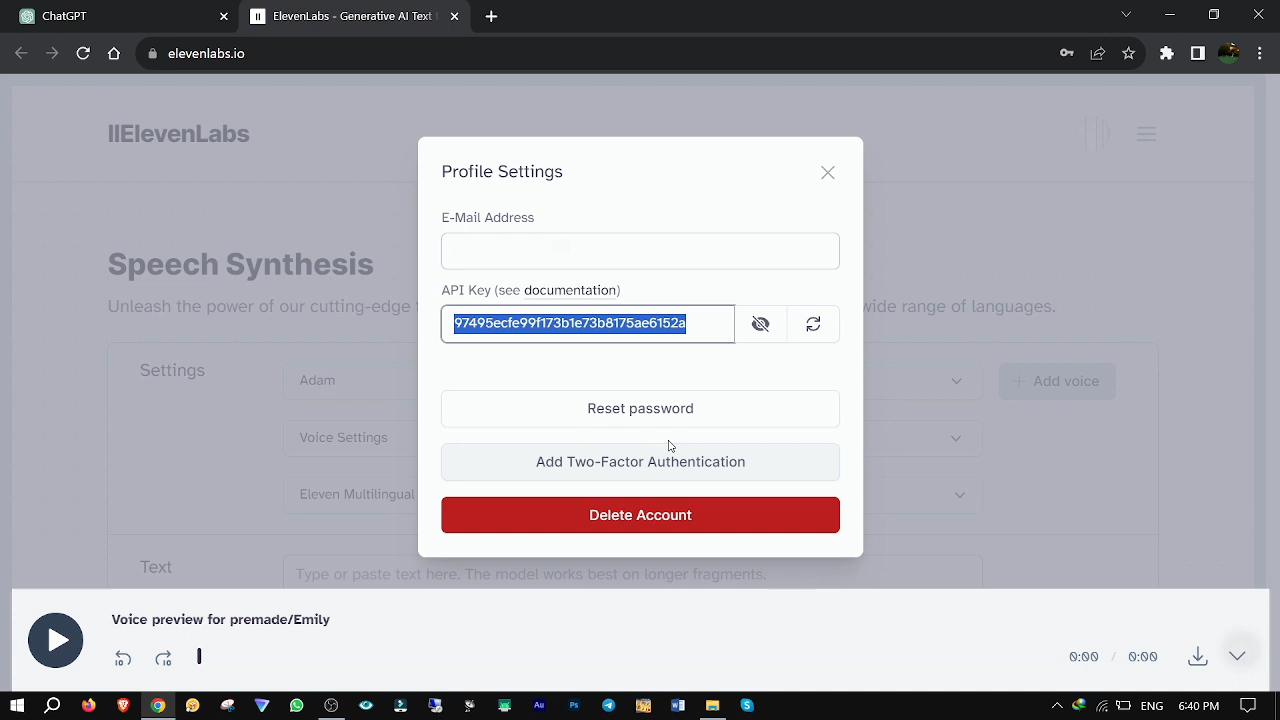 ChatGPT
ElevenLabs - Generative AI Text
elevenlabs.io
IIElevenLabs
Profile Settings
E-Mail Address
Speech Synthesis
API Key (see documentation)
Unleash the power of our cutting-edge
wide range of languages.
97495ecfe99f173b1e73b8175ae6152a
Settings
Adam
Add voice
Reset password
Voice Settings
Add Two-Factor Authentication
Eleven Multilingual
Delete Account
Text
Type or paste text here. The model works best on longer fragments.
Voice preview for premade/Emily
10
10
0:00 / 0:00
6:40 PM